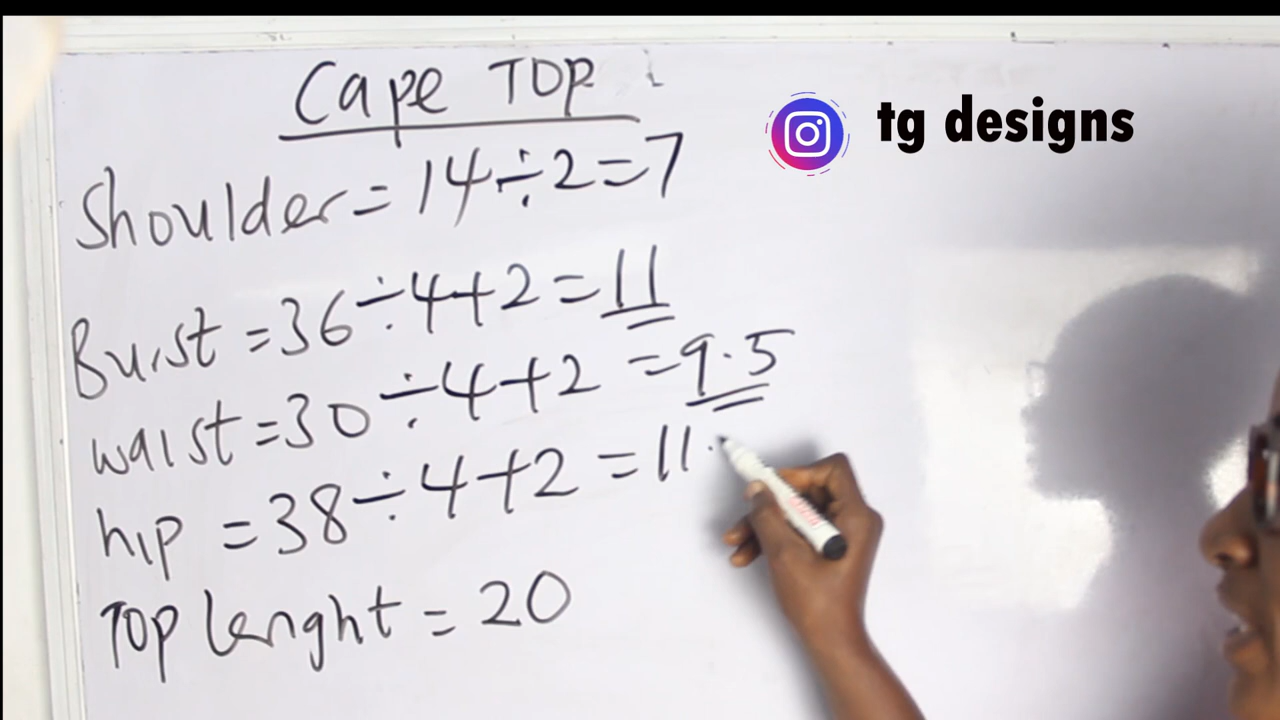 Cape TOP
tg designs
Shoulder = 14÷2=7
Burst = 36÷4+2 = 11
waist = 30÷4+2 = 9.5
hip = 38÷4+2 = 11.
Top lenght = 20